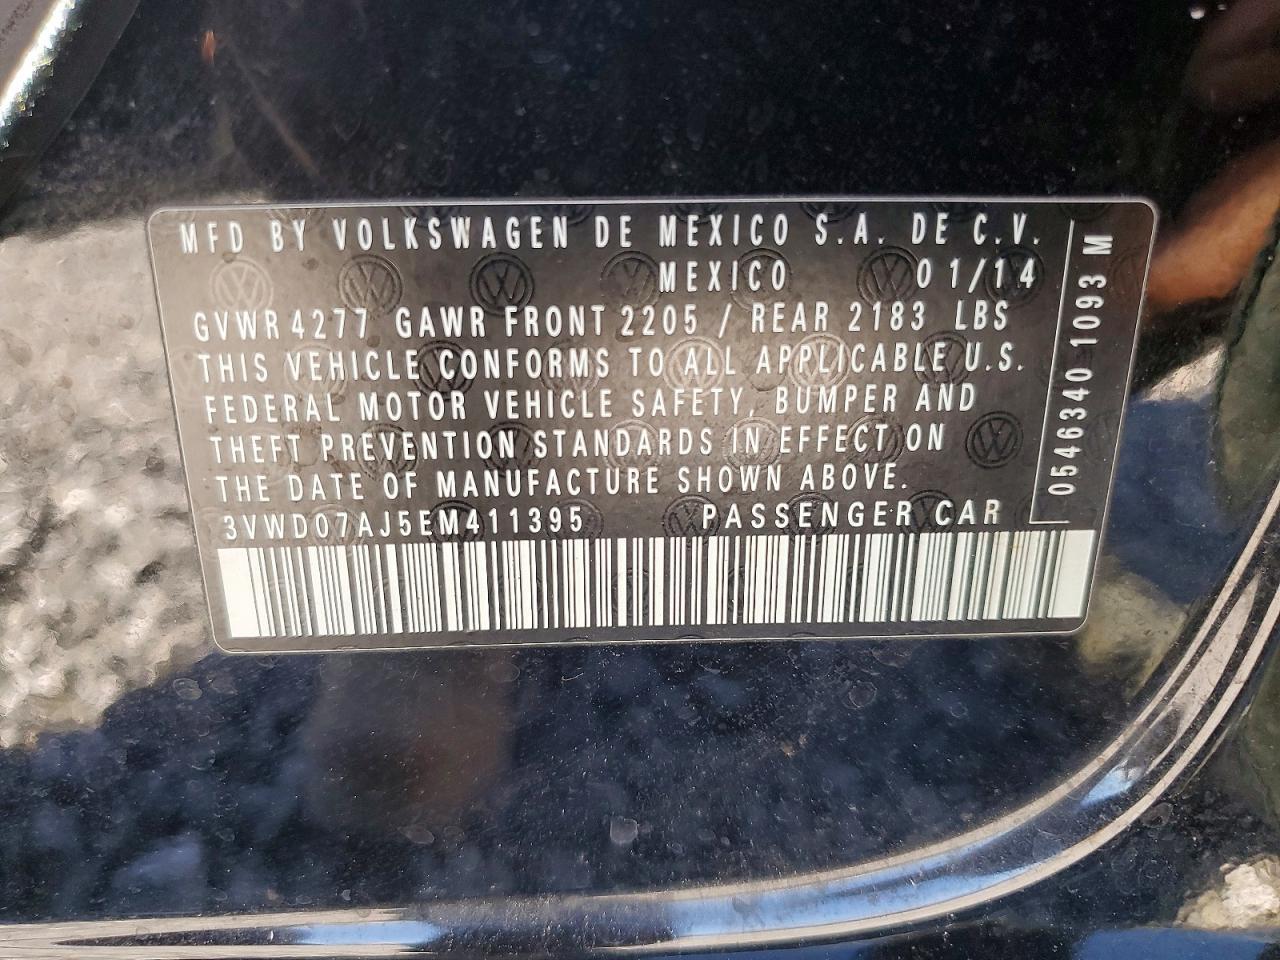 MFD BY VOLKSWAGEN DE MEXICO S.A. DE C.V.
MEXICO 01/14
GVWR 4277 GAWR FRONT 2205 / REAR 2183 LBS
THIS VEHICLE CONFORMS TO ALL APPLICABLE U.S.
FEDERAL MOTOR VEHICLE SAFETY, BUMPER AND
THEFT PREVENTION STANDARDS IN EFFECT ON
THE DATE OF MANUFACTURE SHOWN ABOVE.
3VWD07AJ5EM411395 PASSENGER CAR
0546340 1093 M